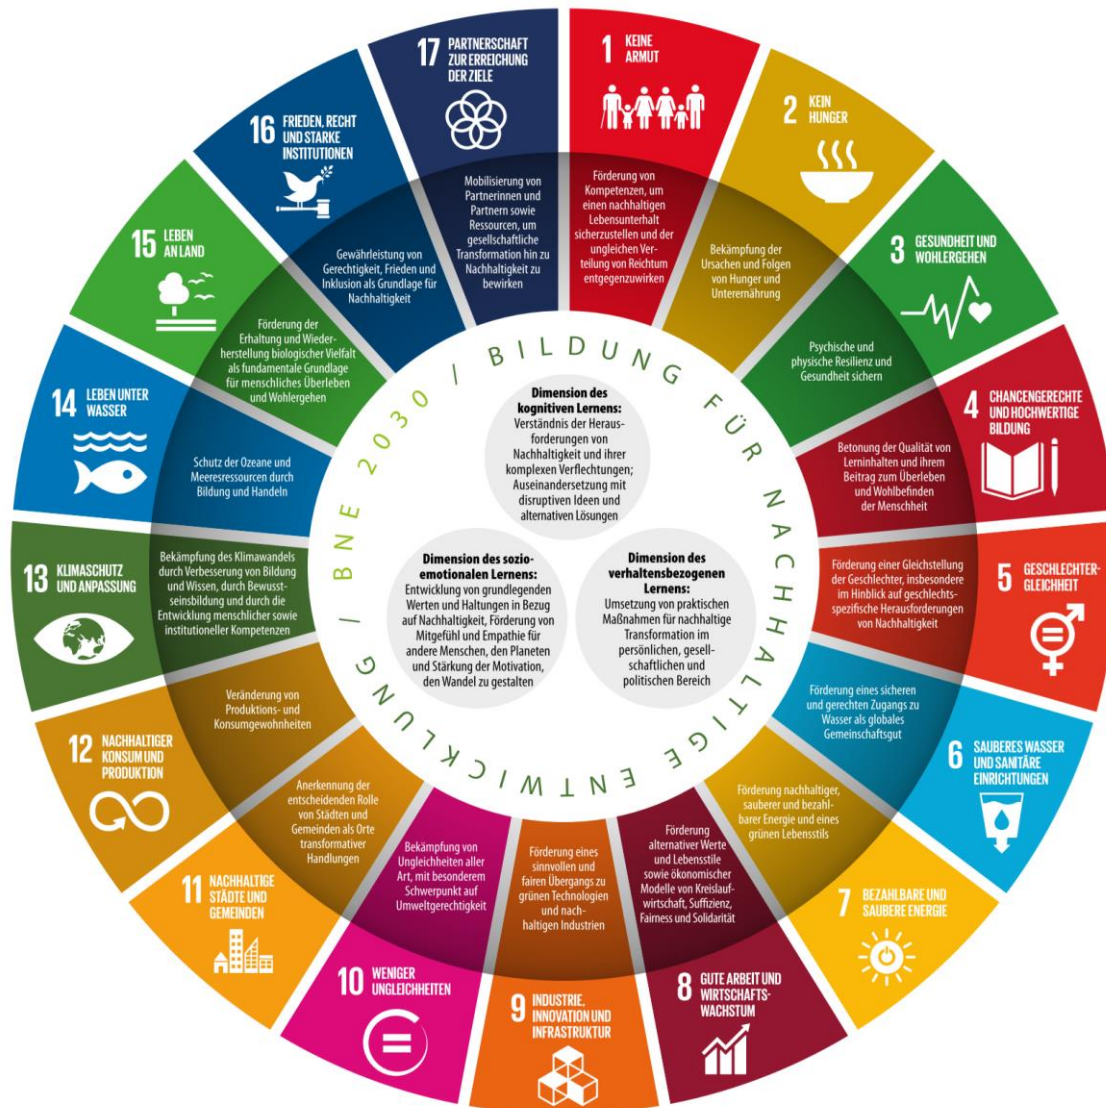 1 KEINE
ARMUT
Förderung von
Kompetenzen, um
einen nachhaltigen
Lebensunterhalt
sicherzustellen und der
ungleichen Ver-
teilung von Reichtum
entgegenzuwirken
2 KEIN
HUNGER
Bekämpfung der
Ursachen und Folgen
von Hunger und
Unterernährung
3 GESUNDHEIT UND
WOHLERGEHEN
Psychische und
physische Resilienz und
Gesundheit sichern
4 CHANCENGERECHTE
UND HOCHWERTIGE
BILDUNG
Betonung der Qualität von
Lerninhalten und ihrem
Beitrag zum Überleben
und Wohlbefinden
der Menschheit
5 GESCHLECHTER-
GLEICHHEIT
Förderung einer Gleichstellung
der Geschlechter, insbesondere
im Hinblick auf geschlechts-
spezifische Herausforderungen
von Nachhaltigkeit
6 SAUBERES WASSER
UND SANITÄRE
EINRICHTUNGEN
Förderung eines sicheren
und gerechten Zugangs zu
Wasser als globales
Gemeinschaftsgut
7 BEZAHLBARE UND
SAUBERE ENERGIE
Förderung nachhaltiger,
sauberer und bezahl-
barer Energie und eines
grünen Lebensstils
8 GUTE ARBEIT UND
WIRTSCHAFTS-
WACHSTUM
Förderung
alternativer Werte
und Lebensstile
sowie ökonomischer
Modelle von Kreislauf-
wirtschaft, Suffizienz,
Fairness und Solidarität
9 INDUSTRIE,
INNOVATION UND
INFRASTRUKTUR
Förderung eines
sinnvollen und
fairen Übergangs zu
grünen Technologien
und nach-
haltigen Industrien
10 WENIGER
UNGLEICHHEITEN
Bekämpfung von
Ungleichheiten aller
Art, mit besonderem
Schwerpunkt auf
Umweltgerechtigkeit
11 NACHHALTIGE
STÄDTE UND
GEMEINDEN
Anerkennung der
entscheidenden Rolle
von Städten und
Gemeinden als Orte
transformativer
Handlungen
12 NACHHALTIGER
KONSUM UND
PRODUKTION
Veränderung von
Produktions- und
Konsumgewohnheiten
13 KLIMASCHUTZ
UND ANPASSUNG
Bekämpfung des Klimawandels
durch Verbesserung von Bildung
und Wissen, durch Bewusst-
seinsbildung und durch die
Entwicklung menschlicher sowie
institutioneller Kompetenzen
14 LEBEN UNTER
WASSER
Schutz der Ozeane und
Meeresressourcen durch
Bildung und Handeln
15 LEBEN
AN LAND
Förderung der
Erhaltung und Wieder-
herstellung biologischer Vielfalt
als fundamentale Grundlage
für menschliches Überleben
und Wohlergehen
16 FRIEDEN, RECHT
UND STARKE
INSTITUTIONEN
Gewährleistung von
Gerechtigkeit, Frieden und
Inklusion als Grundlage für
Nachhaltigkeit
17 PARTNERSCHAFT
ZUR ERREICHUNG
DER ZIELE
Mobilisierung von
Partnerinnen und
Partnern sowie
Ressourcen, um
gesellschaftliche
Transformation hin zu
Nachhaltigkeit zu
bewirken
BNE 2030 / BILDUNG FÜR NACHHALTIGE ENTWICKLUNG /
Dimension des
kognitiven Lernens:
Verständnis der Heraus-
forderungen von
Nachhaltigkeit und ihrer
komplexen Verflechtungen;
Auseinandersetzung mit
disruptiven Ideen und
alternativen Lösungen
Dimension des sozio-
emotionalen Lernens:
Entwicklung von grundlegenden
Werten und Haltungen in Bezug
auf Nachhaltigkeit, Förderung von
Mitgefühl und Empathie für
andere Menschen, den Planeten
und Stärkung der Motivation,
den Wandel zu gestalten
Dimension des
verhaltensbezogenen
Lernens:
Umsetzung von praktischen
Maßnahmen für nachhaltige
Transformation im
persönlichen, gesell-
schaftlichen und
politischen Bereich